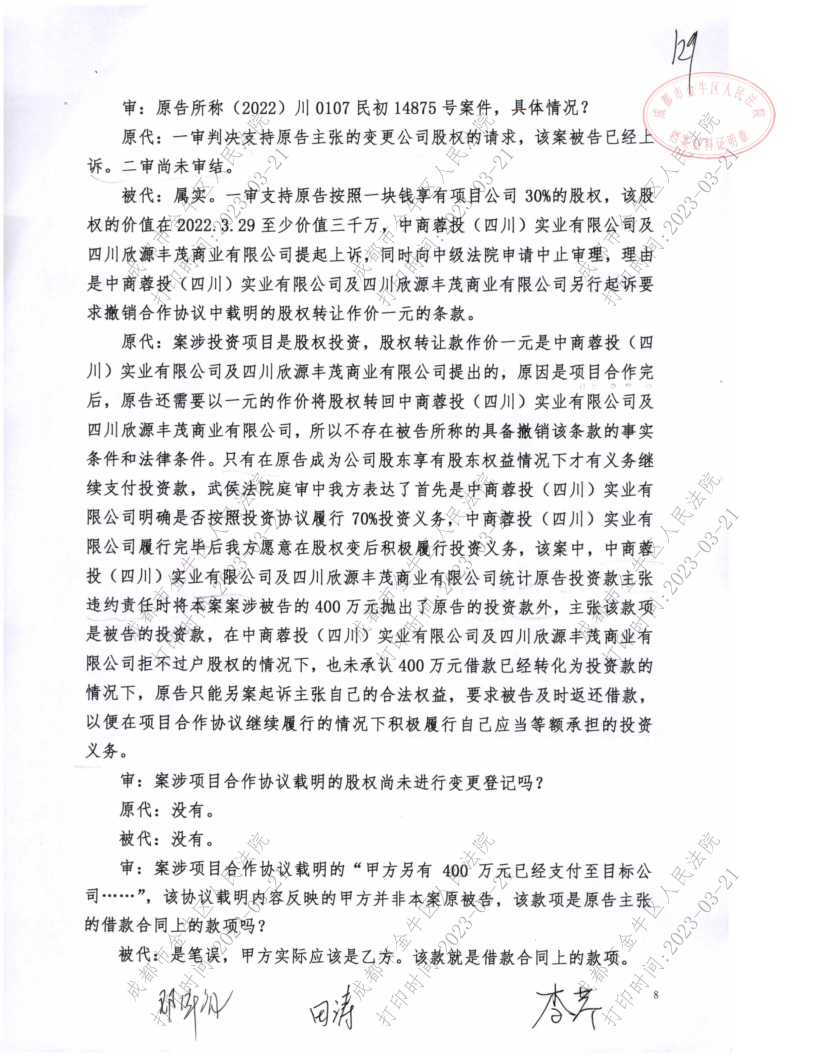 129
成都市金牛区人民法院
档案资料证明章
审：原告所称（2022）川 0107 民初 14875 号案件，具体情况？
原代：一审判决支持原告主张的变更公司股权的请求，该案被告已经上
诉。二审尚未审结。
被代：属实。一审支持原告按照一块钱享有项目公司 30%的股权，该股
权的价值在 2022.3.29 至少价值三千万，中商蓉投（四川）实业有限公司及
四川欣源丰茂商业有限公司提起上诉，同时向中级法院申请中止审理，理由
是中商蓉投（四川）实业有限公司及四川欣源丰茂商业有限公司另行起诉要
求撤销合作协议中载明的股权转让作价一元的条款。
原代：案涉投资项目是股权投资，股权转让款作价一元是中商蓉投（四
川）实业有限公司及四川欣源丰茂商业有限公司提出的，原因是项目合作完
后，原告还需要以一元的作价将股权转回中商蓉投（四川）实业有限公司及
四川欣源丰茂商业有限公司，所以不存在被告所称的具备撤销该条款的事实
条件和法律条件。只有在原告成为公司股东享有股东权益情况下才有义务继
续支付投资款，武侯法院庭审中我方表达了首先是中商蓉投（四川）实业有
限公司明确是否按照投资协议履行 70%投资义务，中商蓉投（四川）实业有
限公司履行完毕后我方愿意在股权变后积极履行投资义务，该案中，中商蓉
投（四川）实业有限公司及四川欣源丰茂商业有限公司统计原告投资款主张
违约责任时将本案案涉被告的 400 万元抛出了原告的投资款外，主张该款项
是被告的投资款，在中商蓉投（四川）实业有限公司及四川欣源丰茂商业有
限公司拒不过户股权的情况下，也未承认 400 万元借款已经转化为投资款的
情况下，原告只能另案起诉主张自己的合法权益，要求被告及时返还借款，
以便在项目合作协议继续履行的情况下积极履行自己应当等额承担的投资
义务。
审：案涉项目合作协议载明的股权尚未进行变更登记吗？
原代：没有。
被代：没有。
审：案涉项目合作协议载明的“甲方另有 400 万元已经支付至目标公
司……”，该协议载明内容反映的甲方并非本案原被告，该款项是原告主张
的借款合同上的款项吗？
被代：是笔误，甲方实际应该是乙方。该款就是借款合同上的款项。
田涛
8
成都市金牛区人民法院
打印时间:2023-03-21